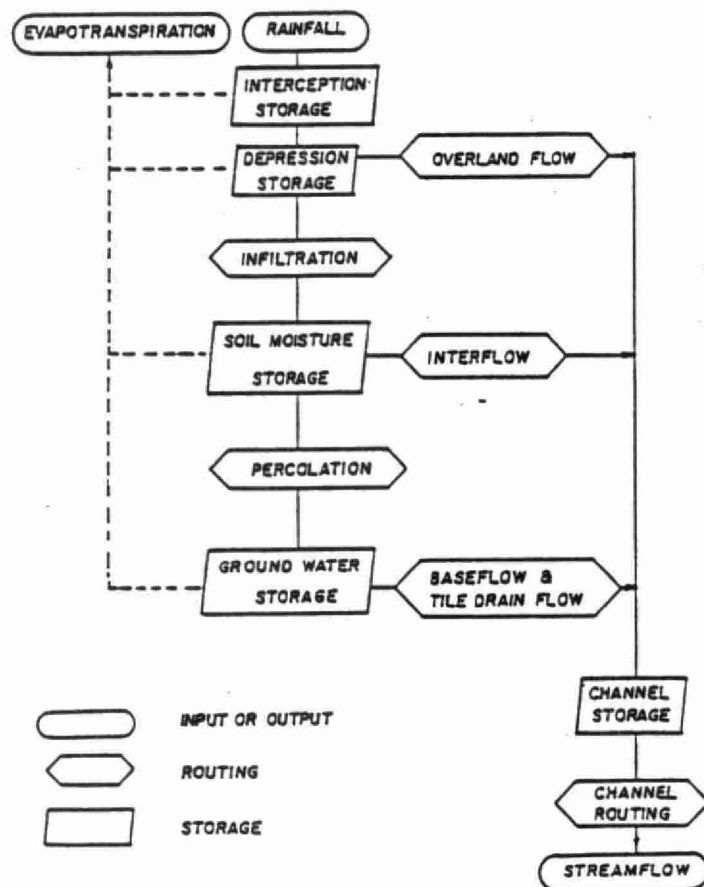 EVAPOTRANSPIRATION
RAINFALL
INTERCEPTION
STORAGE
DEPRESSION
STORAGE
OVERLAND FLOW
INFILTRATION
SOIL MOISTURE
STORAGE
INTERFLOW
PERCOLATION
GROUND WATER
STORAGE
BASEFLOW &
TILE DRAIN FLOW
CHANNEL
STORAGE
INPUT OR OUTPUT
ROUTING
CHANNEL
ROUTING
STORAGE
STREAMFLOW